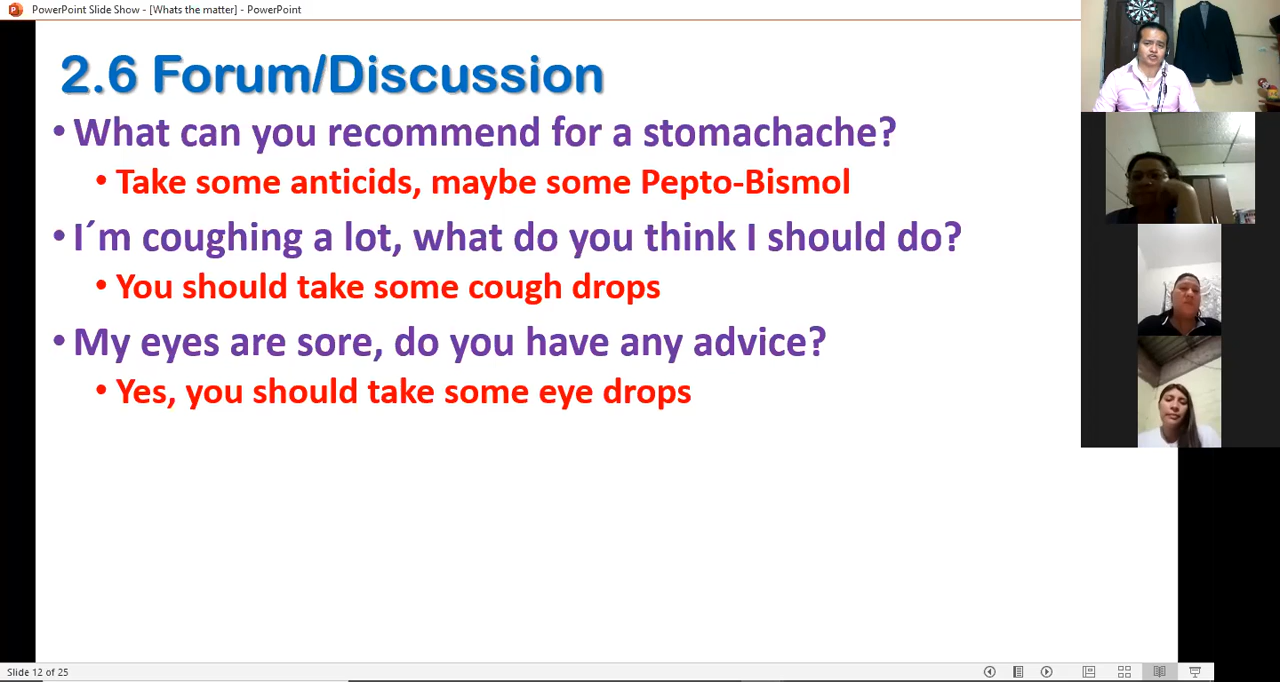 PowerPoint Slide Show - [Whats the matter] - PowerPoint
2.6 Forum/Discussion
• What can you recommend for a stomachache?
• Take some anticids, maybe some Pepto-Bismol
• I´m coughing a lot, what do you think I should do?
• You should take some cough drops
• My eyes are sore, do you have any advice?
• Yes, you should take some eye drops
Slide 12 of 25